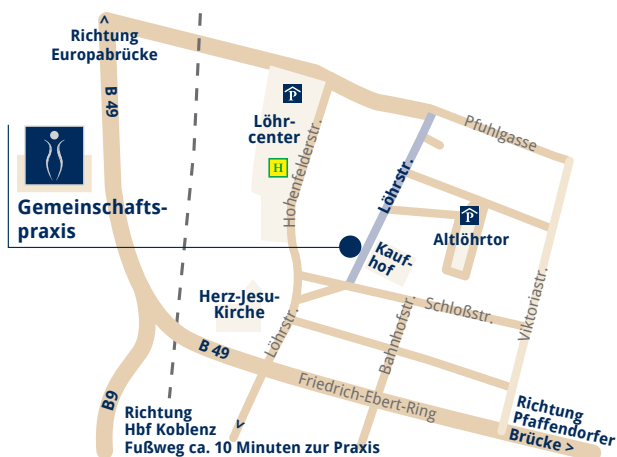 Richtung
Europabrücke
B 49
P
Löhr-
center
H
Hohenfelderstr.
Pfuhlgasse
Löhrstr.
P
Altlöhrtor
Gemeinschafts-
praxis
Kauf-
hof
Herz-Jesu-
Kirche
Schloßstr.
Viktoriastr.
Löhrstr.
Bahnhofstr.
B 49
Friedrich-Ebert-Ring
B9
Richtung
Hbf Koblenz
Fußweg ca. 10 Minuten zur Praxis
Richtung
Pfaffendorfer
Brücke >